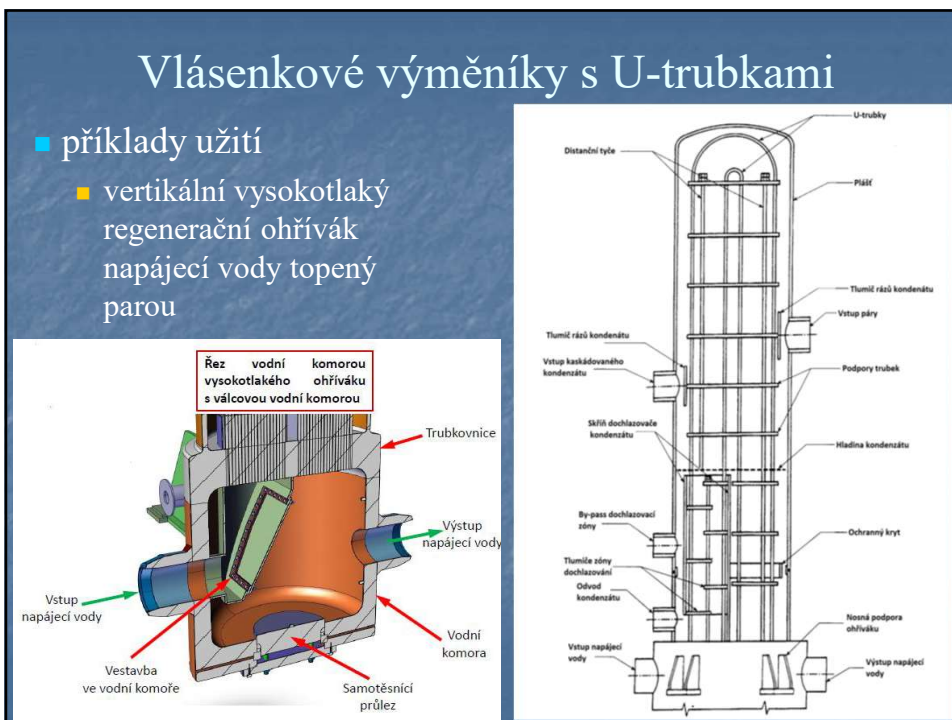 Vlásenkové výměníky s U-trubkami
příklady užití
vertikální vysokotlaký
regenerační ohřívák
napájecí vody topený
parou
Řez vodní komorou
vysokotlakého ohříváku
s válcovou vodní komorou
Trubkovnice
Výstup
napájecí vody
Vstup
napájecí vody
Vodní
komora
Vestavba
ve vodní komoře
Samotěsnící
průlez
U-trubky
Distanční tyče
Plášť
Tlumič rázů kondenátu
Vstup páry
Tlumič rázů kondenátu
Vstup kaskádovaného
kondenzátu
Podpory trubek
Skříň dochlazovače
kondenzátu
Hladina kondenzátu
By-pass dochlazovací
zóny
Ochranný kryt
Tlumiče zóny
dochlazování
Odvod
kondenzátu
Nosná podpora
ohříváku
Vstup napájecí
vody
Výstup napájecí
vody